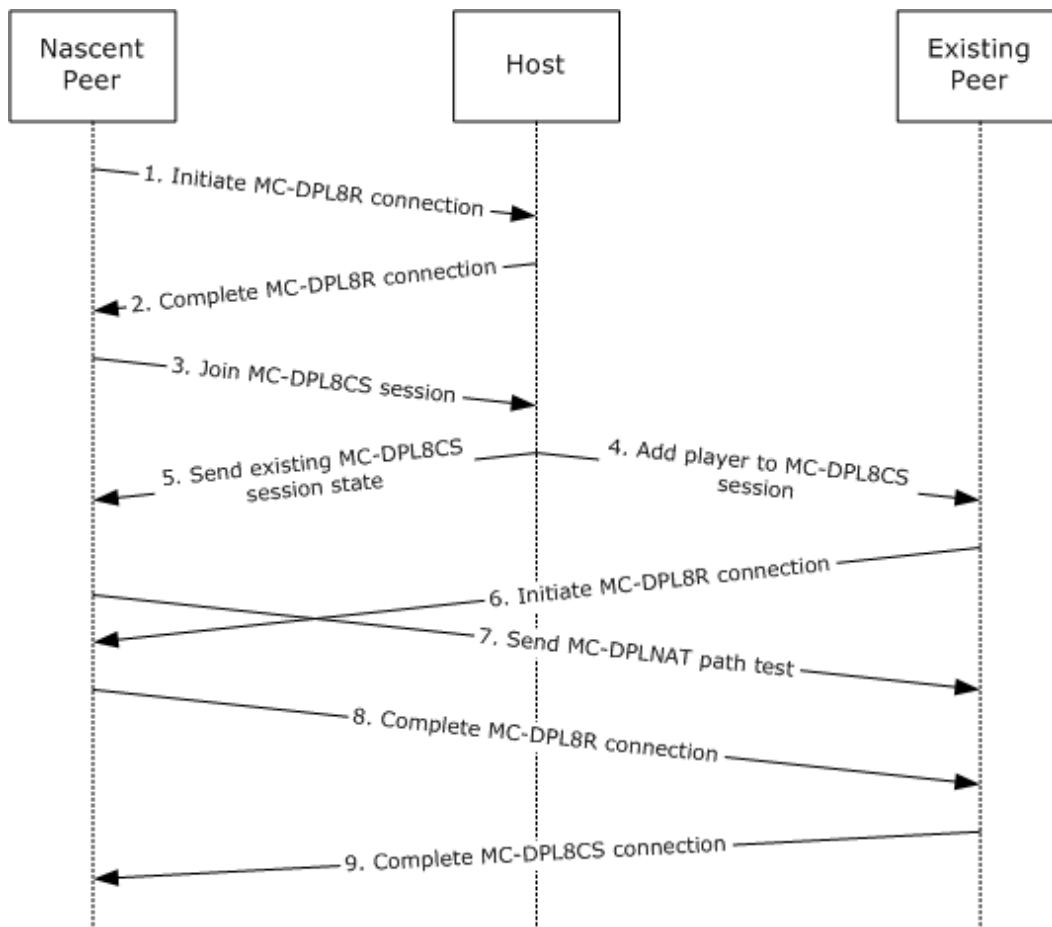 Nascent
Peer
Host
Existing
Peer
1. Initiate MC-DPL8R connection
2. Complete MC-DPL8R connection
3. Join MC-DPL8CS session
5. Send existing MC-DPL8CS
session state
4. Add player to MC-DPL8CS
session
6. Initiate MC-DPL8R connection
7. Send MC-DPLNAT path test
8. Complete MC-DPL8R connection
9. Complete MC-DPL8CS connection